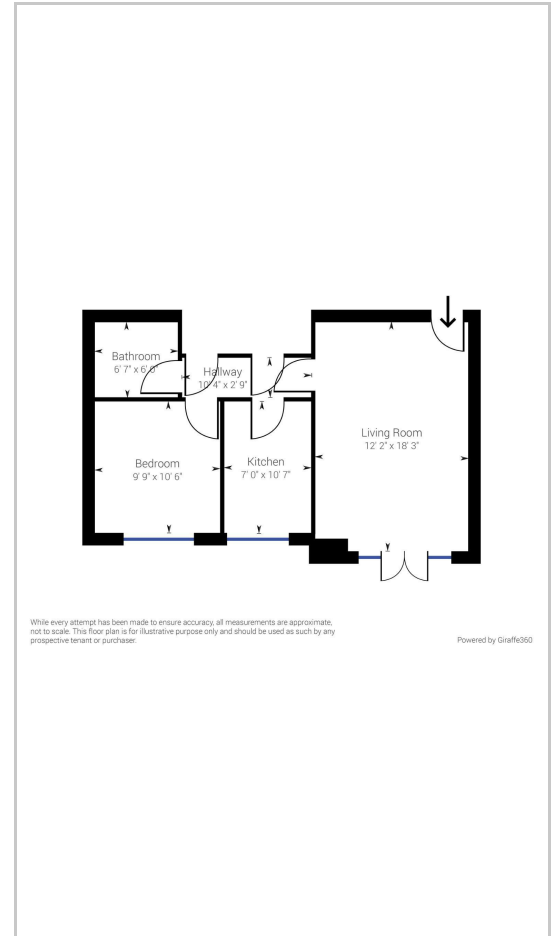 Bathroom
6' 7" x 6' 0"
Hallway
10' 4" x 2' 9"
Living Room
12' 2" x 18' 3"
Bedroom
9' 9" x 10' 6"
Kitchen
7' 0" x 10' 7"
While every attempt has been made to ensure accuracy, all measurements are approximate,
not to scale. This floor plan is for illustrative purpose only and should be used as such by any
prospective tenant or purchaser.
Powered by Giraffe360